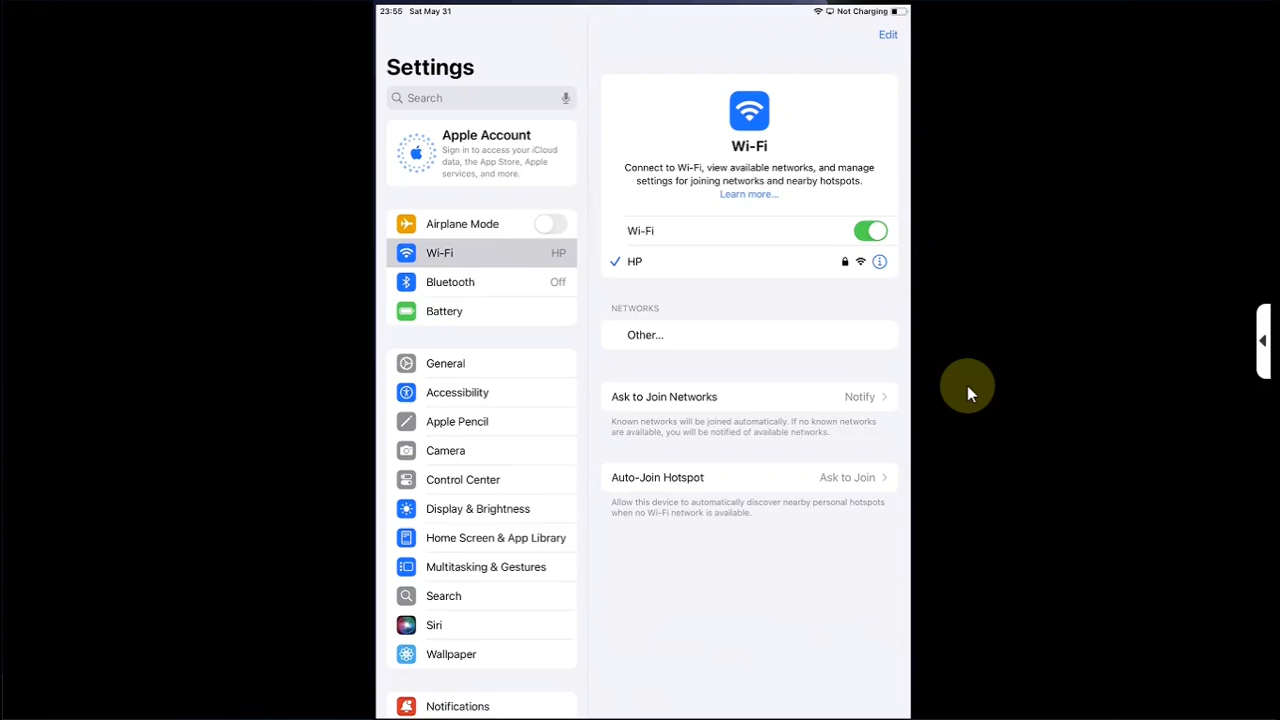 23:55 Sat May 31
Not Charging
Edit
Settings
Search
Apple Account
Sign in to access your iCloud
data, the App Store, Apple
services, and more.
Airplane Mode
Wi-Fi HP
Bluetooth Off
Battery
General
Accessibility
Apple Pencil
Camera
Control Center
Display & Brightness
Home Screen & App Library
Multitasking & Gestures
Search
Siri
Wallpaper
Notifications
Wi-Fi
Connect to Wi-Fi, view available networks, and manage
settings for joining networks and nearby hotspots.
Learn more...
Wi-Fi
HP
NETWORKS
Other...
Ask to Join Networks Notify
Known networks will be joined automatically. If no known networks
are available, you will be notified of available networks.
Auto-Join Hotspot Ask to Join
Allow this device to automatically discover nearby personal hotspots
when no Wi-Fi network is available.